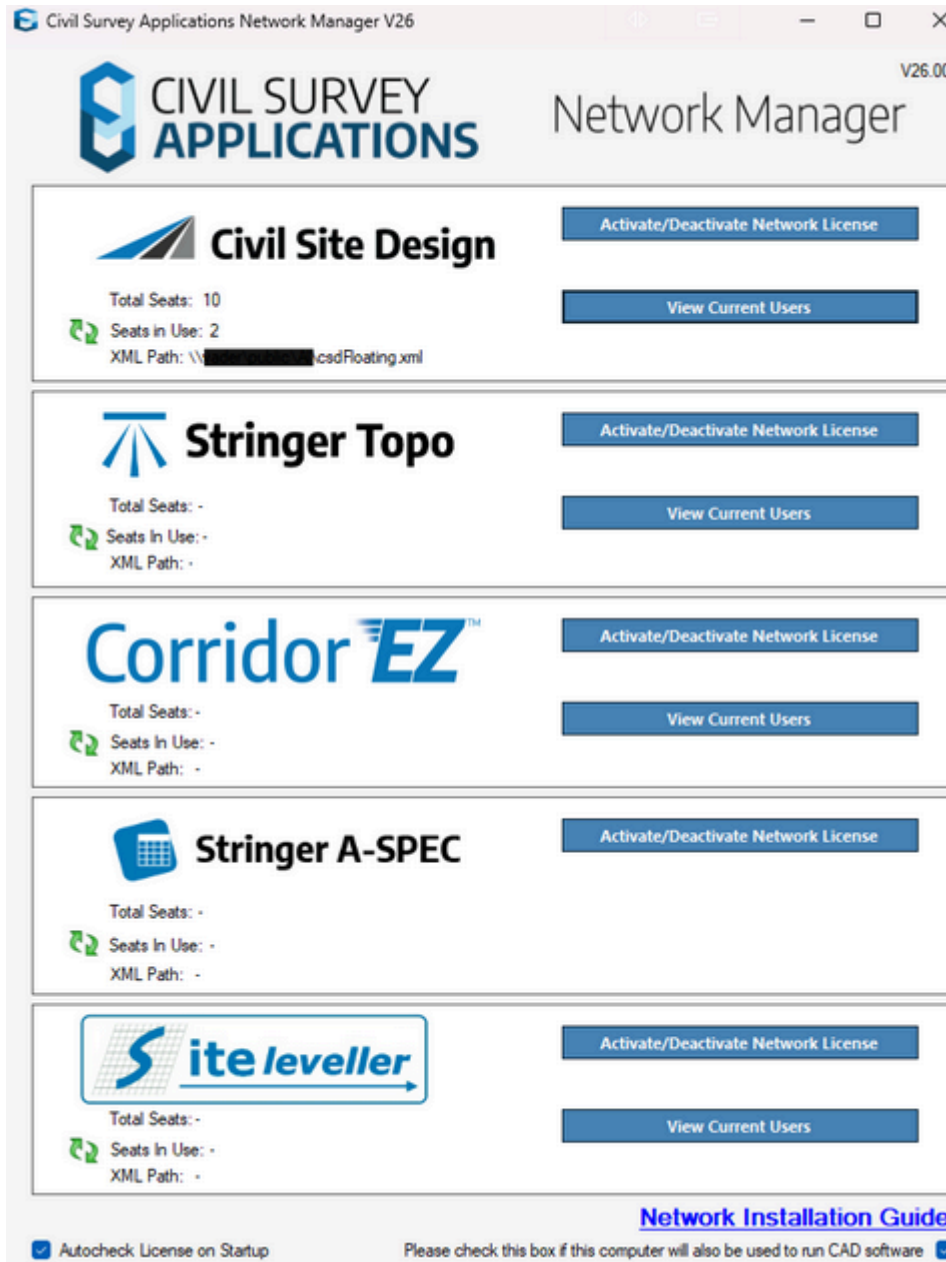 Civil Survey Applications Network Manager V26
V26.00
CIVIL SURVEY
APPLICATIONS
Network Manager
Civil Site Design
Activate/Deactivate Network License
Total Seats: 10
View Current Users
Seats in Use: 2
XML Path: \\ \csdFloating.xml
Stringer Topo
Activate/Deactivate Network License
Total Seats: -
View Current Users
Seats In Use: -
XML Path: -
Corridor EZ™
Activate/Deactivate Network License
Total Seats: -
View Current Users
Seats In Use: -
XML Path: -
Stringer A-SPEC
Activate/Deactivate Network License
Total Seats: -
Seats In Use: -
XML Path: -
Site leveller
Activate/Deactivate Network License
Total Seats: -
View Current Users
Seats In Use: -
XML Path: -
Network Installation Guide
Autocheck License on Startup
Please check this box if this computer will also be used to run CAD software